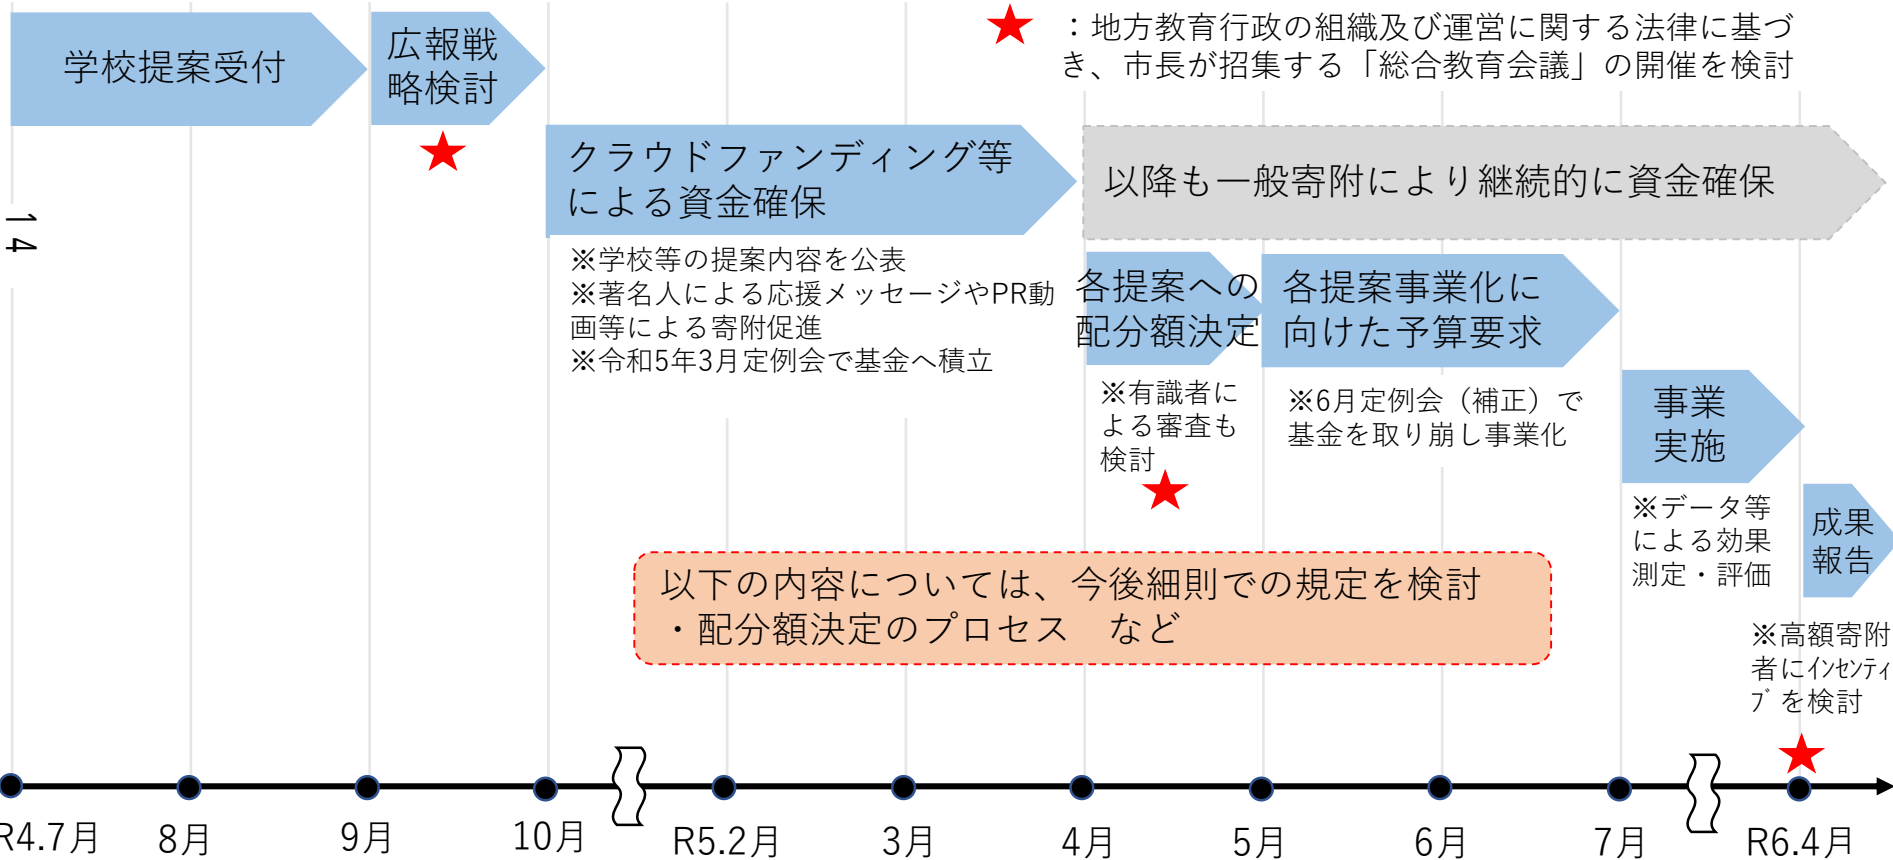 学校提案受付
広報戦
略検討
：地方教育行政の組織及び運営に関する法律に基づ
き、市長が招集する「総合教育会議」の開催を検討
クラウドファンディング等
による資金確保
以降も一般寄附により継続的に資金確保
14
※学校等の提案内容を公表
※著名人による応援メッセージやPR動
画等による寄附促進
※令和5年3月定例会で基金へ積立
各提案への
配分額決定
各提案事業化に
向けた予算要求
※有識者に
よる審査も
検討
※6月定例会（補正）で
基金を取り崩し事業化
事業
実施
※データ等
による効果
測定・評価
成果
報告
以下の内容については、今後細則での規定を検討
・配分額決定のプロセス　など
※高額寄附
者にｲﾝｾﾝﾃｨ
ﾌﾞを検討
R4.7月
8月
9月
10月
R5.2月
3月
4月
5月
6月
7月
R6.4月